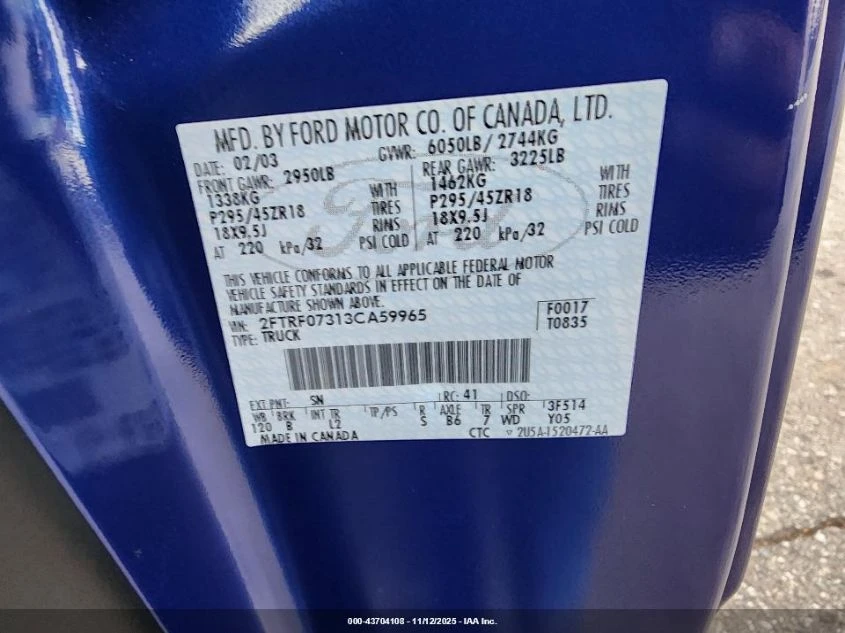 MFD. BY FORD MOTOR CO. OF CANADA, LTD.
DATE: 02/03 GVWR: 6050LB/ 2744KG
FRONT GAWR: 2950LB REAR GAWR: 3225LB
1338KG WITH 1462KG WITH
P295/45ZR18 TIRES P295/45ZR18 TIRES
18X9.5J RIMS 18X9.5J RIMS
AT 220 kPa/32 PSI COLD AT 220 kPa/32 PSI COLD
Ford
THIS VEHICLE CONFORMS TO ALL APPLICABLE FEDERAL MOTOR
VEHICLE SAFETY STANDARDS IN EFFECT ON THE DATE OF
MANUFACTURE SHOWN ABOVE.
VIN: 2FTRF07313CA59965 F0017
TYPE: TRUCK T0835
EXT PNT: SN RC: 41 DSO:
WB BRK INT TR TP/PS R AXLE TR SPR 3F514
120 B L2 S B6 7 WD Y05
MADE IN CANADA CTC 2U5A-1520472-AA
000-43704108 - 11/12/2025 - IAA Inc.